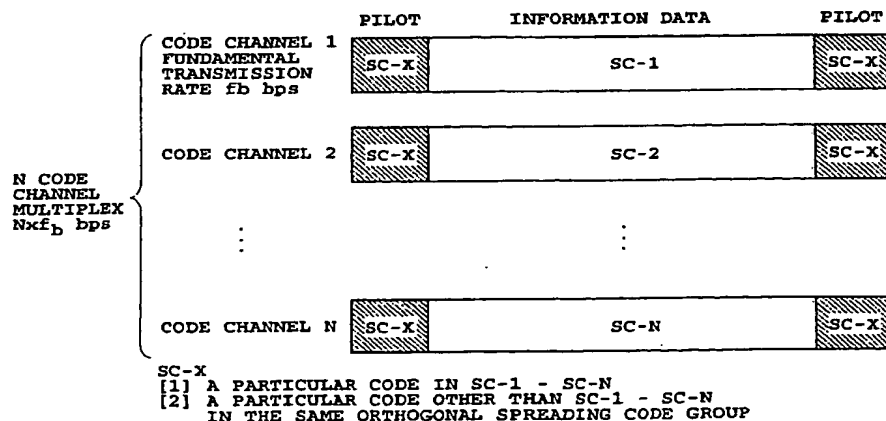 PILOT INFORMATION DATA PILOT
CODE CHANNEL 1
FUNDAMENTAL
TRANSMISSION
RATE fb bps
SC-X SC-1 SC-X
CODE CHANNEL 2 SC-X SC-2 SC-X
N CODE
CHANNEL
MULTIPLEX
Nxfb bps
CODE CHANNEL N SC-X SC-N SC-X
SC-X
[1] A PARTICULAR CODE IN SC-1 - SC-N
[2] A PARTICULAR CODE OTHER THAN SC-1 - SC-N
IN THE SAME ORTHOGONAL SPREADING CODE GROUP